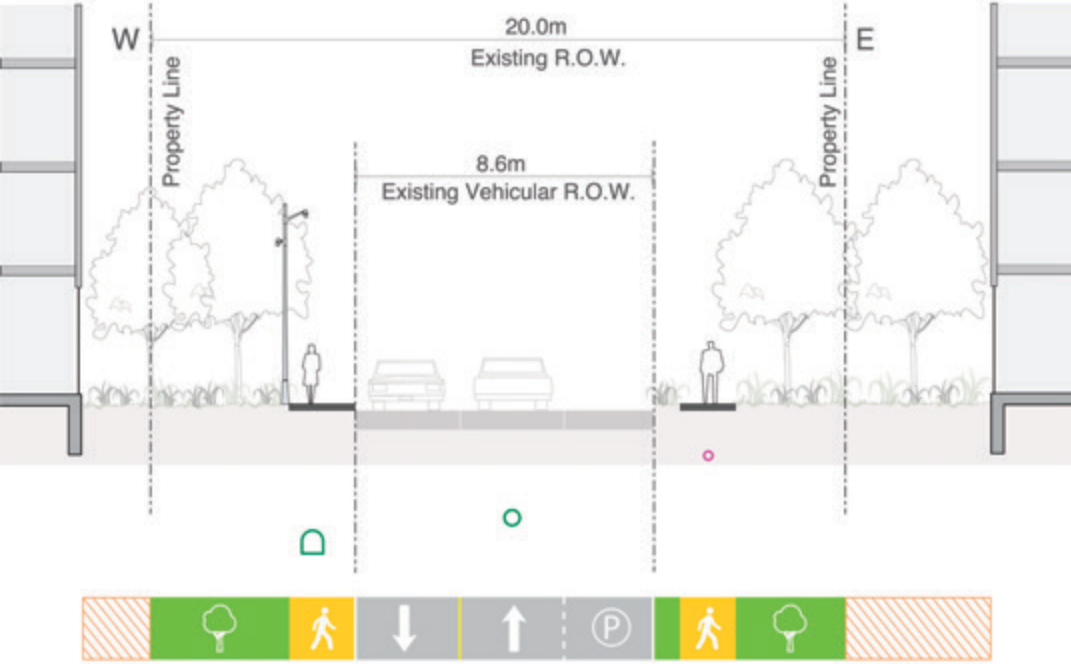 W
20.0m
E
Existing R.O.W.
Property Line
Property Line
8.6m
Existing Vehicular R.O.W.
P